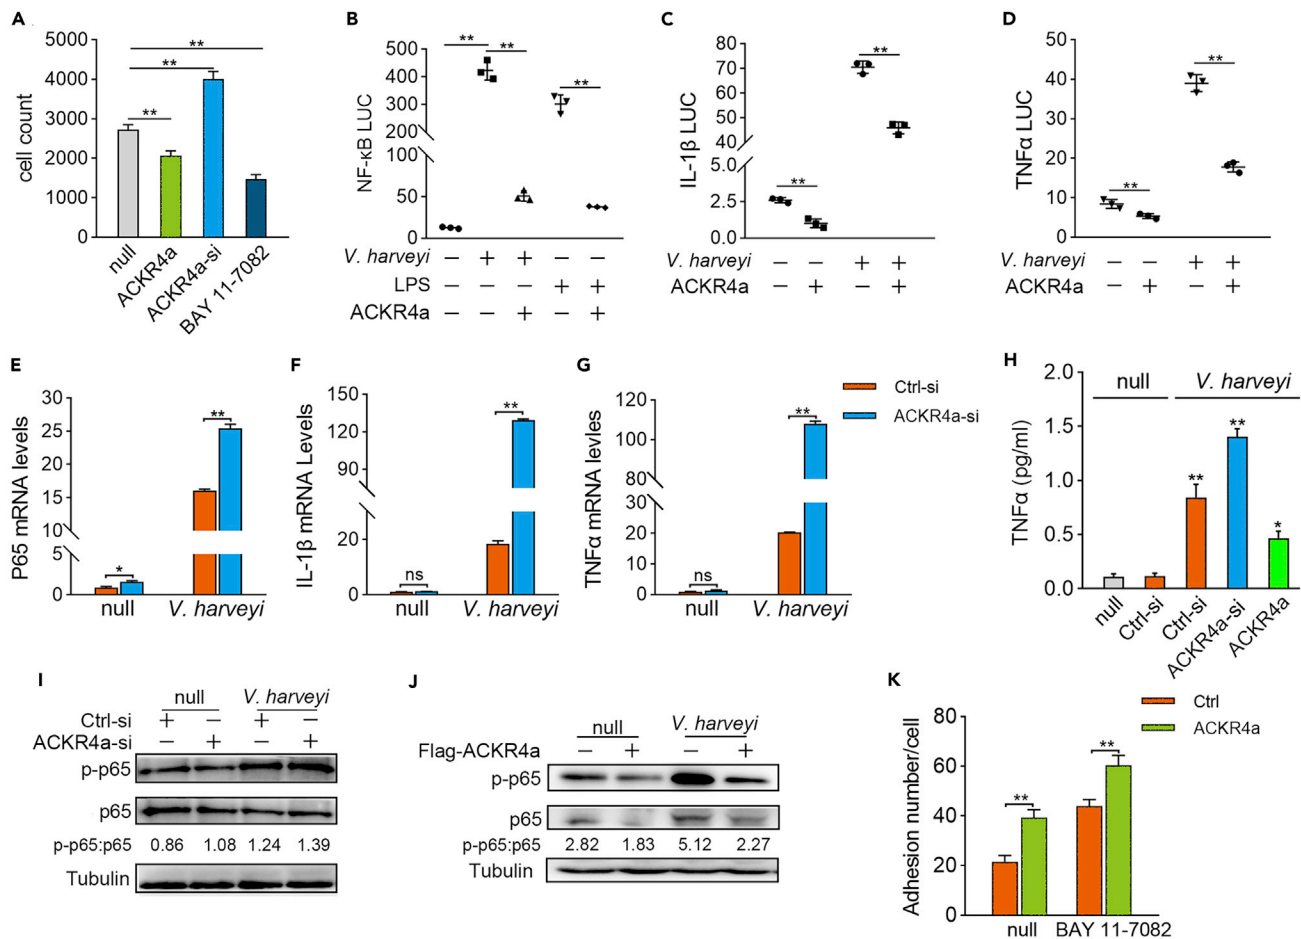 A
cell count
5000
4000
3000
2000
1000
0
**
**
**
null
ACKR4a
ACKR4a-si
BAY 11-7082
B
NF-κB LUC
500
400
300
200
100
50
0
** **
**
V. harveyi − + + − −
LPS − − − + +
ACKR4a − − + − +
C
IL-1β LUC
80
70
60
50
40
5.0
2.5
0.0
**
**
V. harveyi − − + +
ACKR4a − + − +
D
TNFα LUC
50
40
30
20
10
0
**
**
V. harveyi − − + +
ACKR4a − + − +
E
P65 mRNA levels
30
25
20
15
10
5
0
*
**
null V. harveyi
F
IL-1β mRNA Levels
150
120
90
20
0
ns
**
null V. harveyi
G
TNFα mRNA levles
120
100
80
60
40
20
0
ns
**
null V. harveyi
Ctrl-si
ACKR4a-si
H
TNFα (pg/ml)
2.0
1.5
1.0
0.5
0.0
null V. harveyi
**
**
*
null
Ctrl-si
Ctrl-si
ACKR4a-si
ACKR4a
I
null V. harveyi
Ctrl-si + − + −
ACKR4a-si − + − +
p-p65
p65
p-p65:p65 0.86 1.08 1.24 1.39
Tubulin
J
null V. harveyi
Flag-ACKR4a − + − +
p-p65
p65
p-p65:p65 2.82 1.83 5.12 2.27
Tubulin
K
Ctrl
ACKR4a
Adhesion number/cell
80
60
40
20
0
**
**
null BAY 11-7082